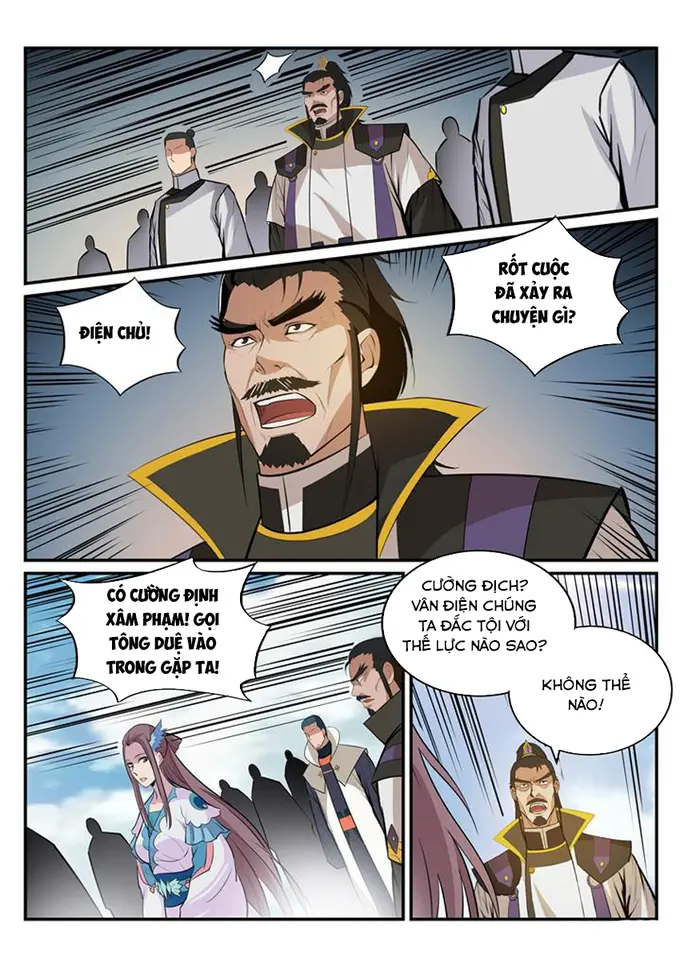 ĐIỆN CHỦ!
RỐT CUỘC
ĐÃ XẢY RA
CHUYỆN GÌ?
CÓ CƯỜNG ĐỊNH
XÂM PHẠM! GỌI
TÔNG DUỆ VÀO
TRONG GẶP TA!
CƯỜNG ĐỊCH?
VÂN ĐIỆN CHÚNG
TA ĐẮC TỘI VỚI
THẾ LỰC NÀO SAO?
KHÔNG THỂ
NÀO!